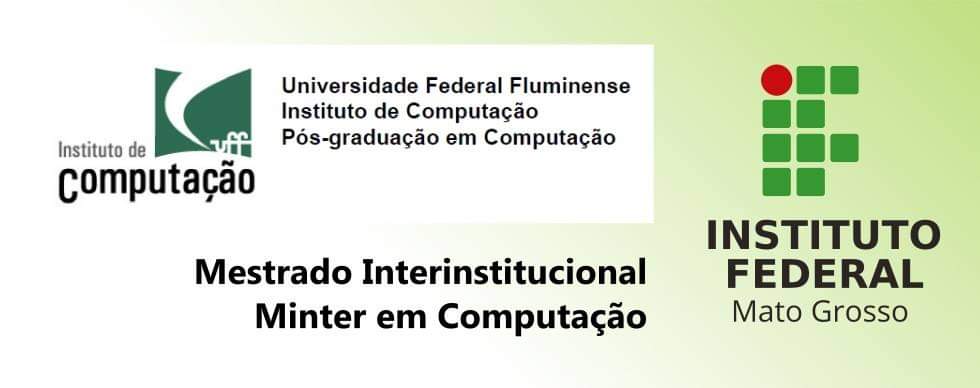 Instituto de
Computação
uff
Universidade Federal Fluminense
Instituto de Computação
Pós-graduação em Computação
Mestrado Interinstitucional
Minter em Computação
INSTITUTO
FEDERAL
Mato Grosso